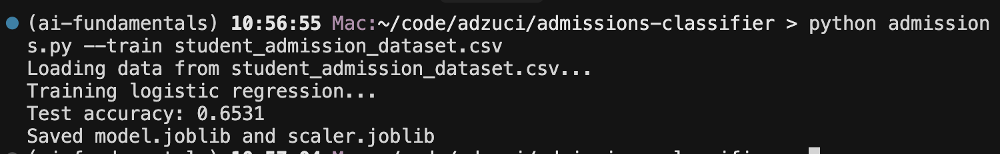 (ai-fundamentals) 10:56:55 Mac:~/code/adzuci/admissions-classifier > python admission
s.py --train student_admission_dataset.csv
Loading data from student_admission_dataset.csv...
Training logistic regression...
Test accuracy: 0.6531
Saved model.joblib and scaler.joblib